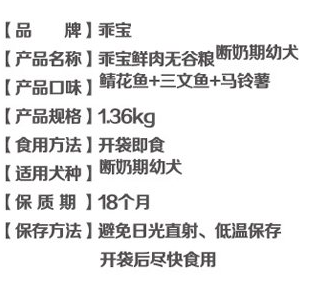 【品　　牌】乖宝
【产品名称】乖宝鲜肉无谷粮断奶期幼犬
【产品口味】鲭花鱼+三文鱼+马铃薯
【产品规格】1.36kg
【食用方法】开袋即食
【适用犬种】断奶期幼犬
【保 质 期】18个月
【保存方法】避免日光直射、低温保存
开袋后尽快食用